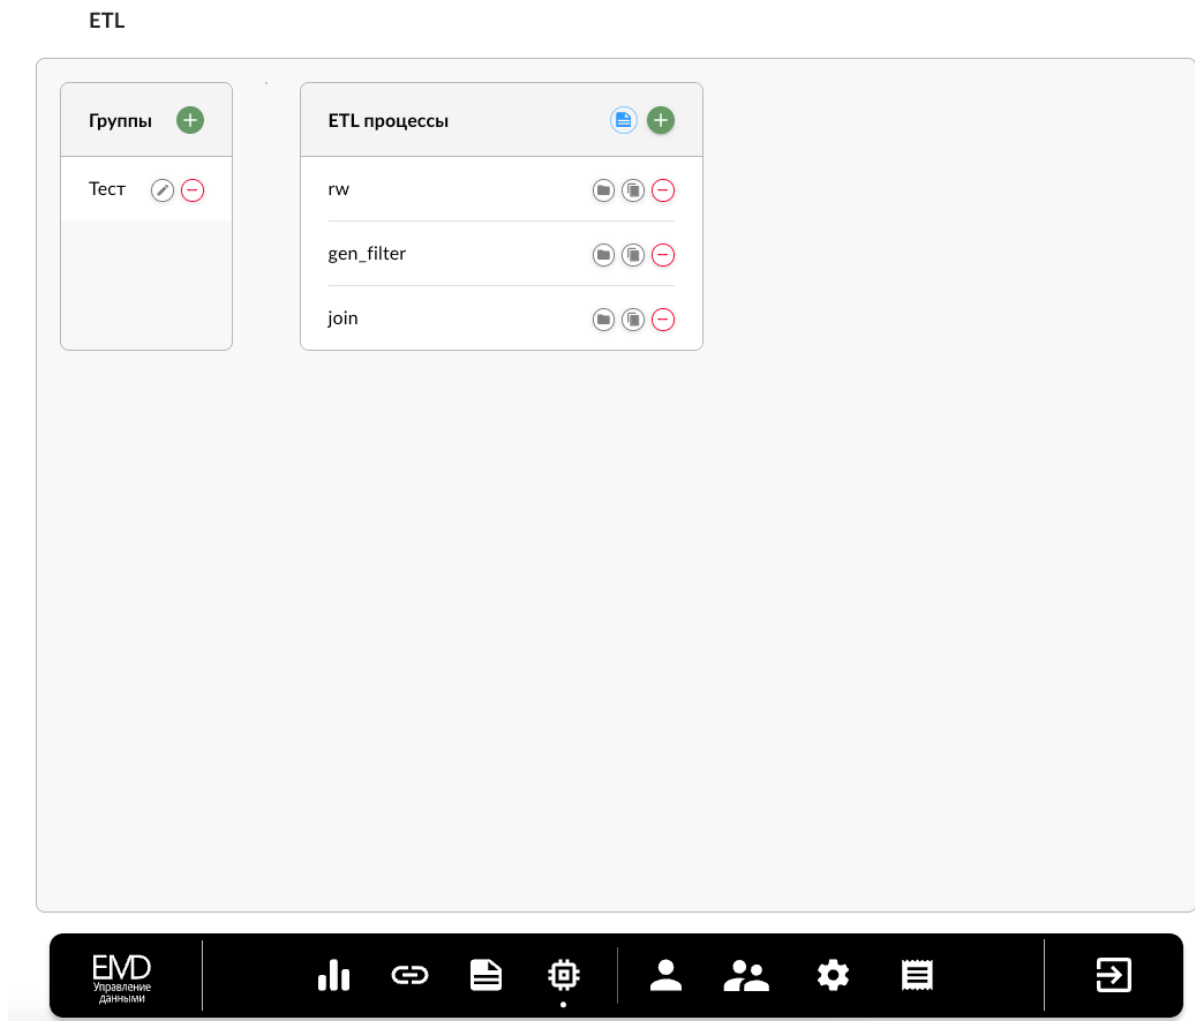 ETL
Группы
ETL процессы
Тест
rw
gen_filter
join
EMD
Управление
данными